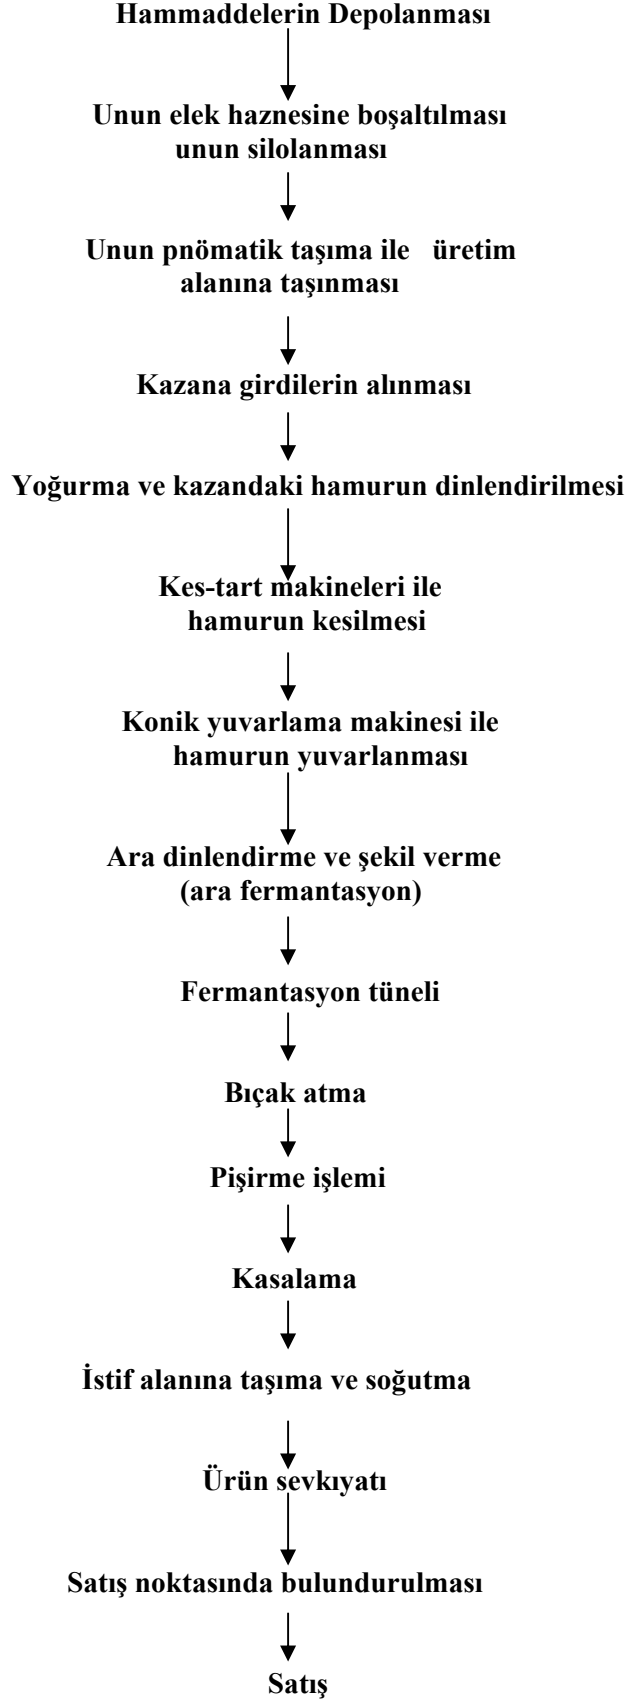 Hammaddelerin Depolanması
Unun elek haznesine boşaltılması
unun silolanması
Unun pnömatik taşıma ile üretim
alanına taşınması
Kazana girdilerin alınması
Yoğurma ve kazandaki hamurun dinlendirilmesi
Kes-tart makineleri ile
hamurun kesilmesi
Konik yuvarlama makinesi ile
hamurun yuvarlanması
Ara dinlendirme ve şekil verme
(ara fermantasyon)
Fermantasyon tüneli
Bıçak atma
Pişirme işlemi
Kasalama
İstif alanına taşıma ve soğutma
Ürün sevkıyatı
Satış noktasında bulundurulması
Satış